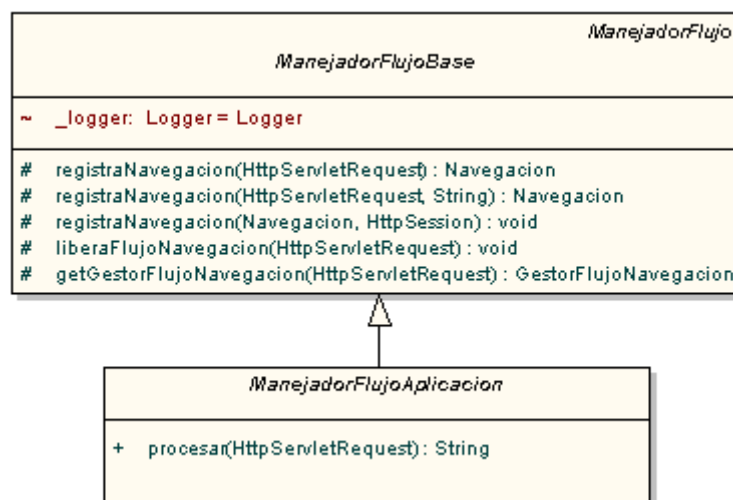 ManejadorFlujo
ManejadorFlujoBase
~ _logger: Logger = Logger
# registraNavegacion(HttpServletRequest) : Navegacion
# registraNavegacion(HttpServletRequest, String) : Navegacion
# registraNavegacion(Navegacion, HttpSession) : void
# liberaFlujoNavegacion(HttpServletRequest) : void
# getGestorFlujoNavegacion(HttpServletRequest) : GestorFlujoNavegacion
ManejadorFlujoAplicacion
+ procesar(HttpServletRequest) : String